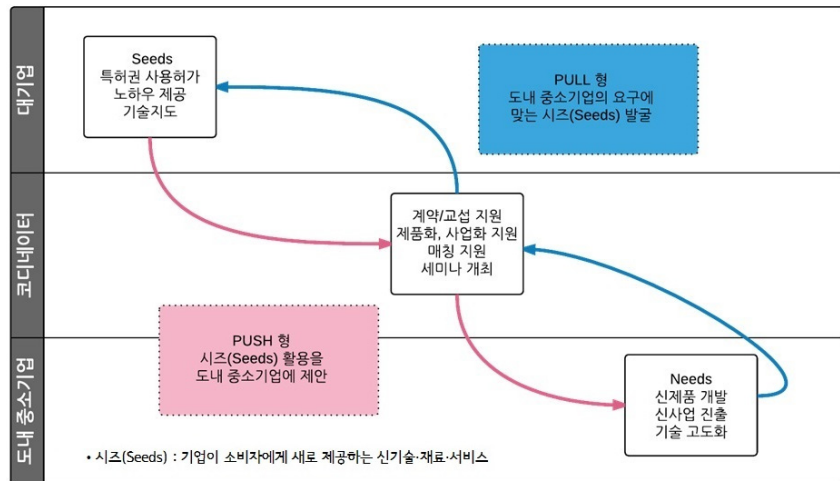 대기업
Seeds
특허권 사용허가
노하우 제공
기술지도
PULL 형
도내 중소기업의 요구에
맞는 시즈(Seeds) 발굴
코디네이터
계약/교섭 지원
제품화, 사업화 지원
매칭 지원
세미나 개최
PUSH 형
시즈(Seeds) 활용을
도내 중소기업에 제안
도내 중소기업
Needs
신제품 개발
신사업 진출
기술 고도화
• 시즈(Seeds) : 기업이 소비자에게 새로 제공하는 신기술·재료·서비스